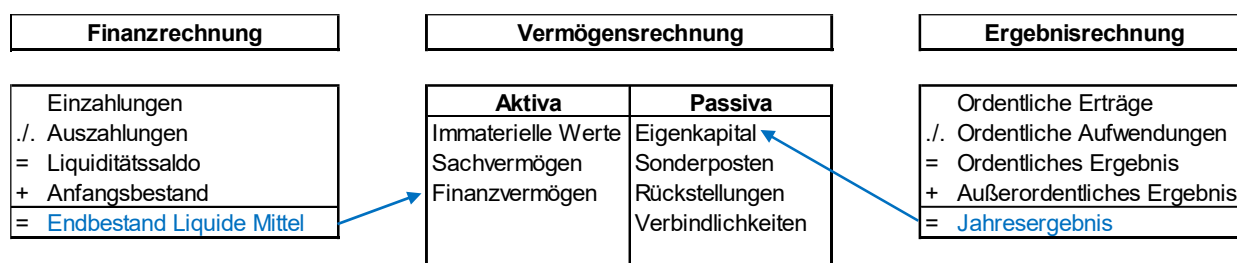 Finanzrechnung
Einzahlungen
./. Auszahlungen
= Liquiditätssaldo
+ Anfangsbestand
= Endbestand Liquide Mittel
Vermögensrechnung
Aktiva Passiva
Immaterielle Werte Eigenkapital
Sachvermögen Sonderposten
Finanzvermögen Rückstellungen
Verbindlichkeiten
Ergebnisrechnung
Ordentliche Erträge
./. Ordentliche Aufwendungen
= Ordentliches Ergebnis
+ Außerordentliches Ergebnis
= Jahresergebnis